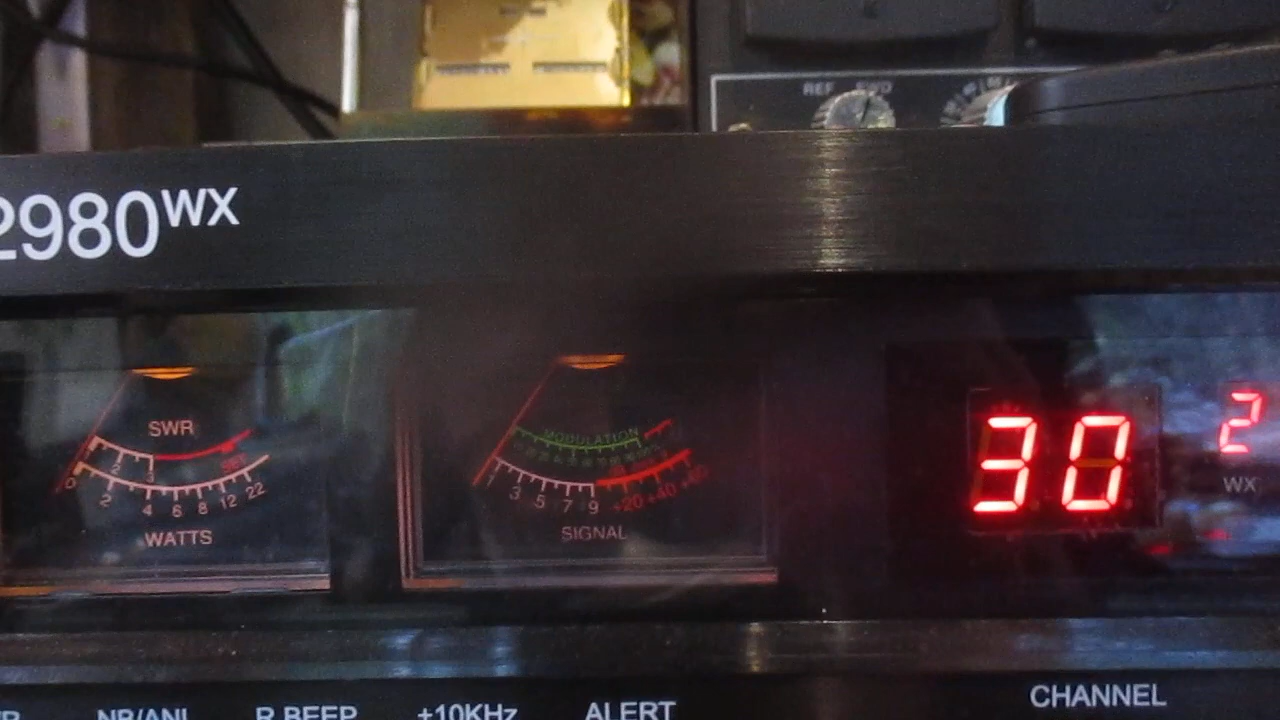 REF FWD
2980WX
SWR
2 3
0 2 4 6 8 12 22
WATTS
MODULATION
1 3 5 7 9 +20 +40 +60
SIGNAL
30
2
WX
NB/ANL R.BEEP +10KHz ALERT
CHANNEL